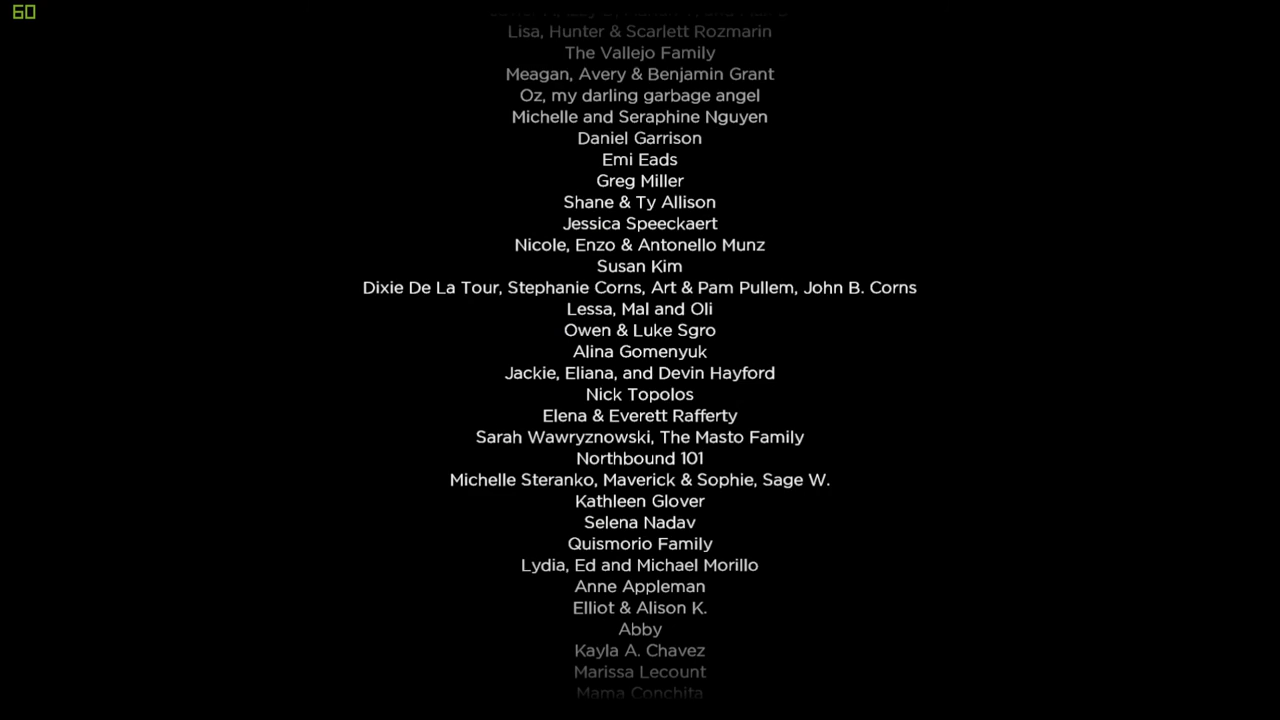 60
Lisa, Hunter & Scarlett Rozmarin
The Vallejo Family
Meagan, Avery & Benjamin Grant
Oz, my darling garbage angel
Michelle and Seraphine Nguyen
Daniel Garrison
Emi Eads
Greg Miller
Shane & Ty Allison
Jessica Speeckaert
Nicole, Enzo & Antonello Munz
Susan Kim
Dixie De La Tour, Stephanie Corns, Art & Pam Pullem, John B. Corns
Lessa, Mal and Oli
Owen & Luke Sgro
Alina Gomenyuk
Jackie, Eliana, and Devin Hayford
Nick Topolos
Elena & Everett Rafferty
Sarah Wawryznowski, The Masto Family
Northbound 101
Michelle Steranko, Maverick & Sophie, Sage W.
Kathleen Glover
Selena Nadav
Quismorio Family
Lydia, Ed and Michael Morillo
Anne Appleman
Elliot & Alison K.
Abby
Kayla A. Chavez
Marissa Lecount
Mama Conchita